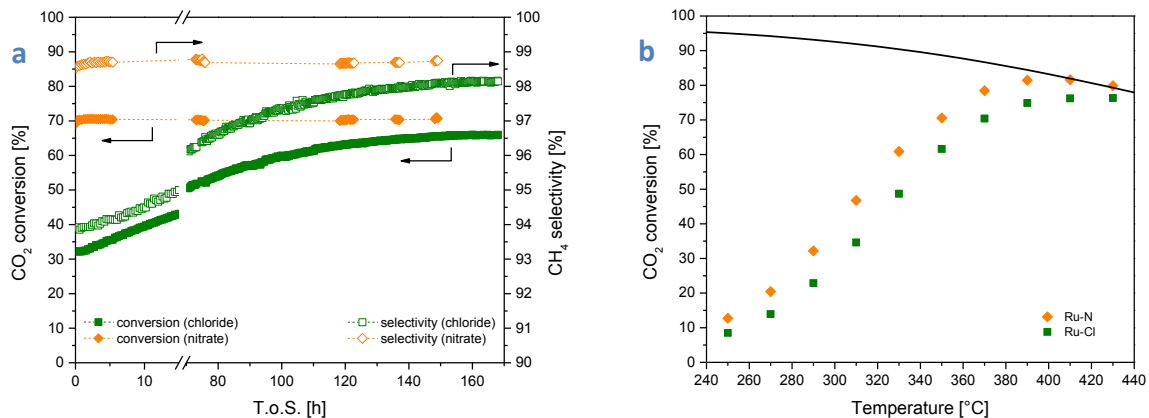 a
CO2 conversion [%]
100
90
80
70
60
50
40
30
20
10
0
99
98
97
96
95
94
93
92
91
90
CH4 selectivity [%]
conversion (chloride)
conversion (nitrate)
selectivity (chloride)
selectivity (nitrate)
0 10 80 100 120 140 160
T.o.S. [h]
b
CO2 conversion [%]
100
90
80
70
60
50
40
30
20
10
0
Ru-N
Ru-Cl
240 260 280 300 320 340 360 380 400 420 440
Temperature [°C]